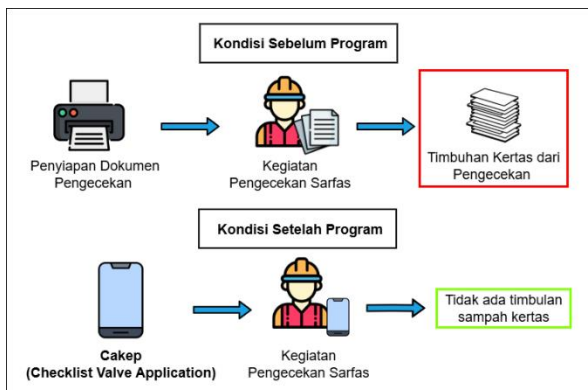 Kondisi Sebelum Program
Penyiapan Dokumen
Pengecekan
Kegiatan
Pengecekan Sarfas
Timbuhan Kertas dari
Pengecekan
Kondisi Setelah Program
Cakep
(Checklist Valve Application)
Kegiatan
Pengecekan Sarfas
Tidak ada timbulan
sampah kertas